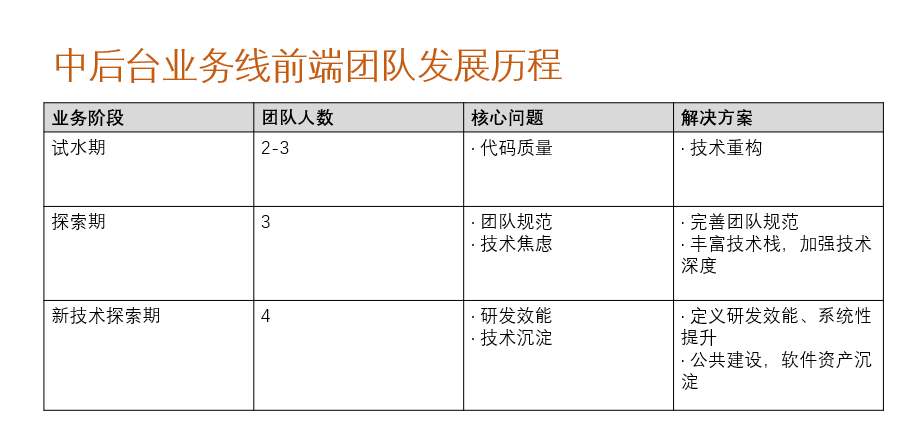 中后台业务线前端团队发展历程
业务阶段 团队人数 核心问题 解决方案
试水期 2-3 · 代码质量 · 技术重构
探索期 3 · 团队规范 · 完善团队规范
· 技术焦虑 · 丰富技术栈，加强技术
深度
新技术探索期 4 · 研发效能 · 定义研发效能、系统性
· 技术沉淀 提升
· 公共建设，软件资产沉
淀